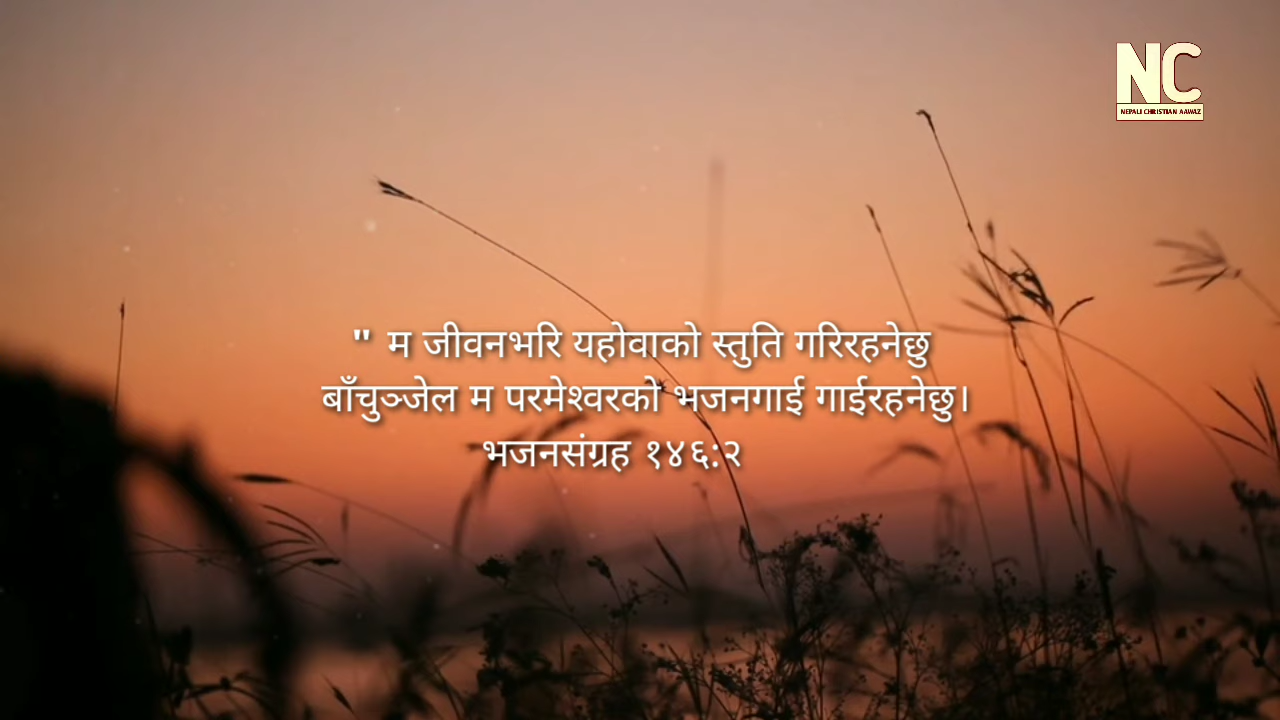 " म जीवनभरि यहोवाको स्तुति गरिरहनेछु
बाँचुञ्जेल म परमेश्वरको भजनगाई गाईरहनेछु।
भजनसंग्रह १४६:२
NC
NEPALI CHRISTIAN AAWAZ